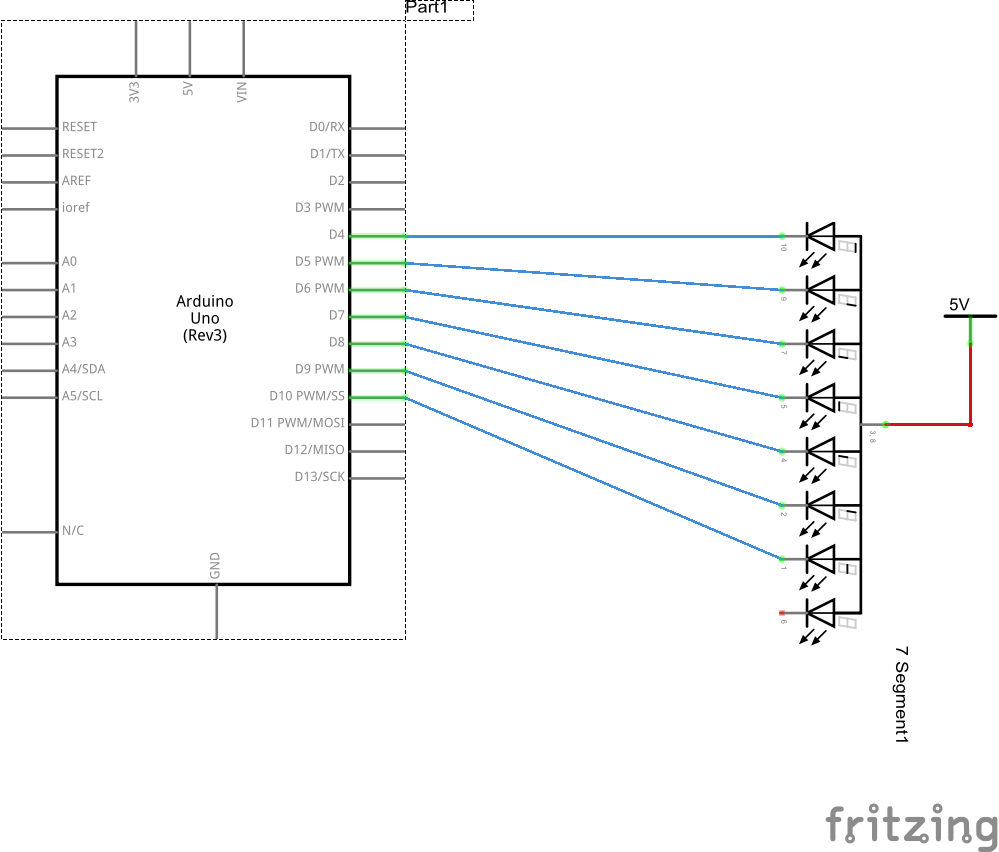 Part1
3V3
5V
VIN
RESET
RESET2
AREF
ioref
A0
A1
A2
A3
A4/SDA
A5/SCL
N/C
Arduino
Uno
(Rev3)
D0/RX
D1/TX
D2
D3 PWM
D4
D5 PWM
D6 PWM
D7
D8
D9 PWM
D10 PWM/SS
D11 PWM/MOSI
D12/MISO
D13/SCK
GND
10
9
7
5
4
2
1
6
3, 8
5V
7 Segment1
fritzing